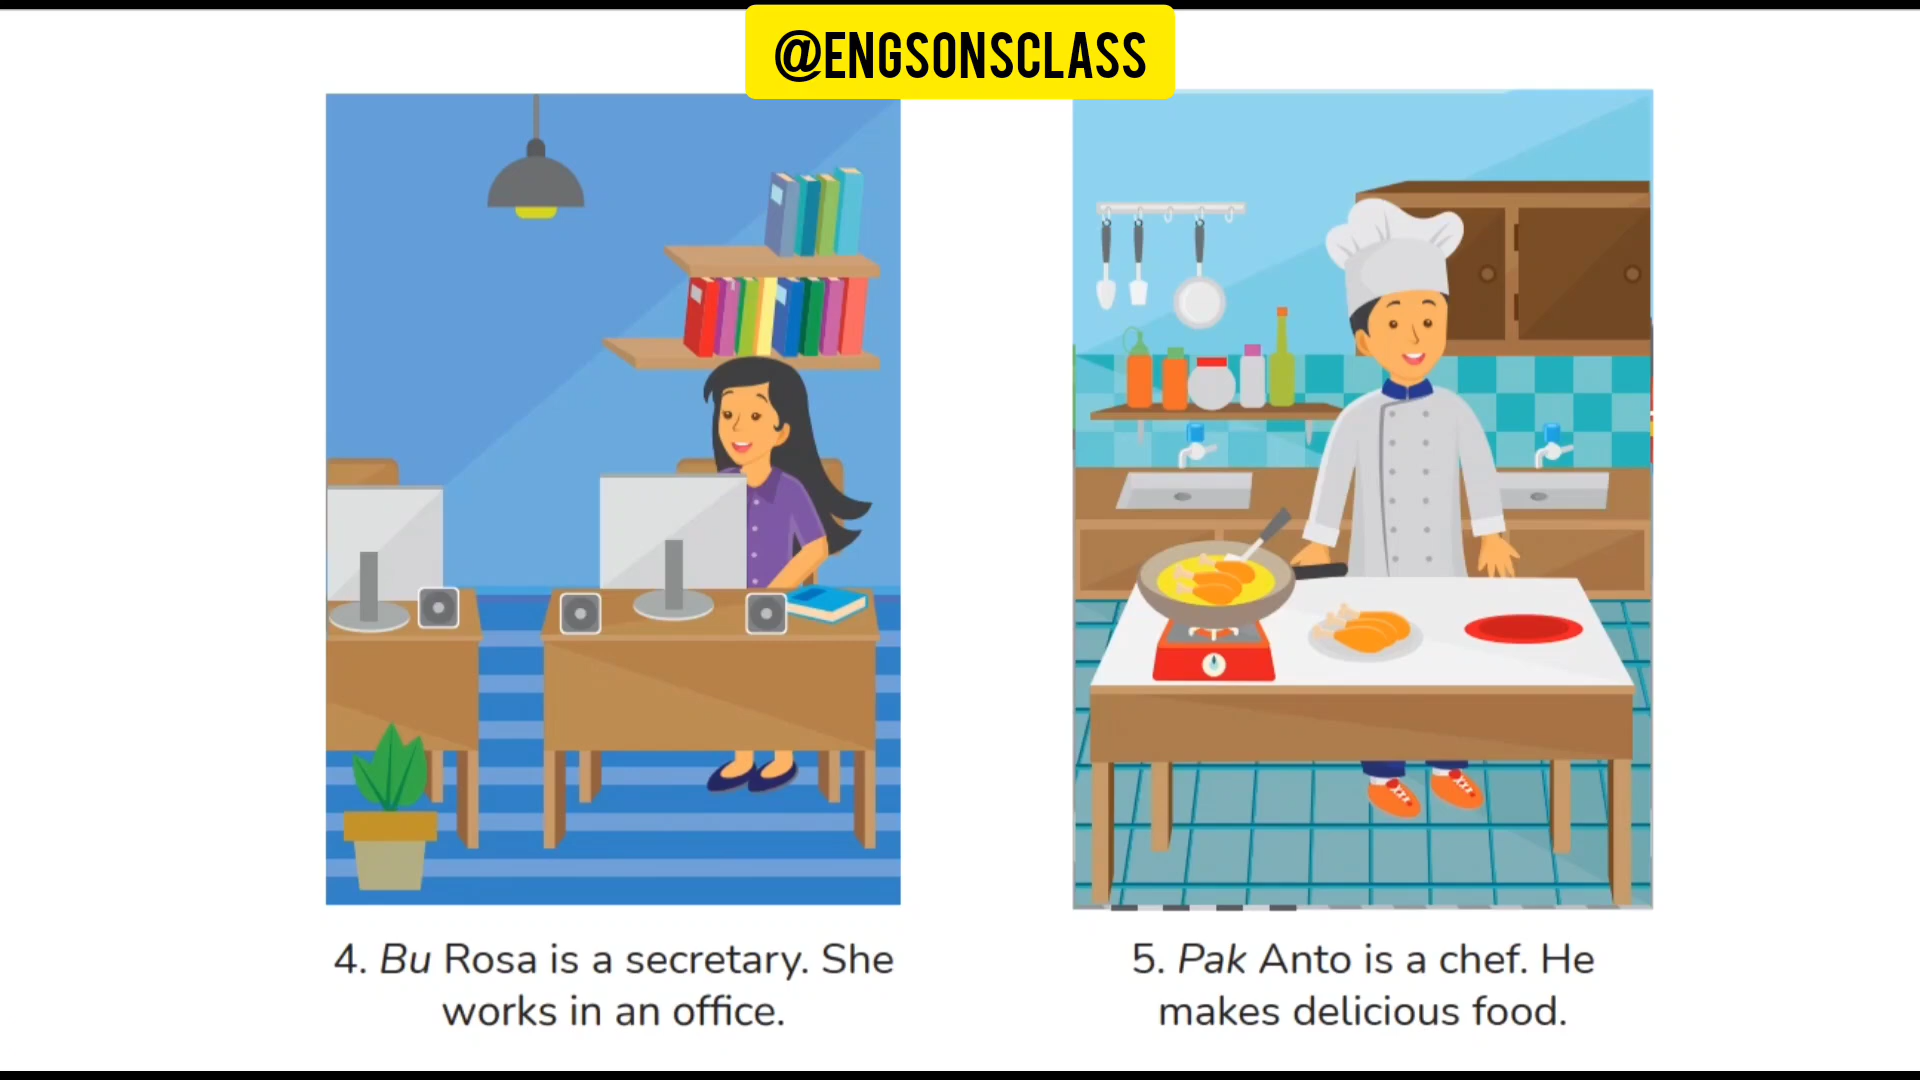 @ENGSONSCLASS
4. Bu Rosa is a secretary. She
works in an office.
5. Pak Anto is a chef. He
makes delicious food.